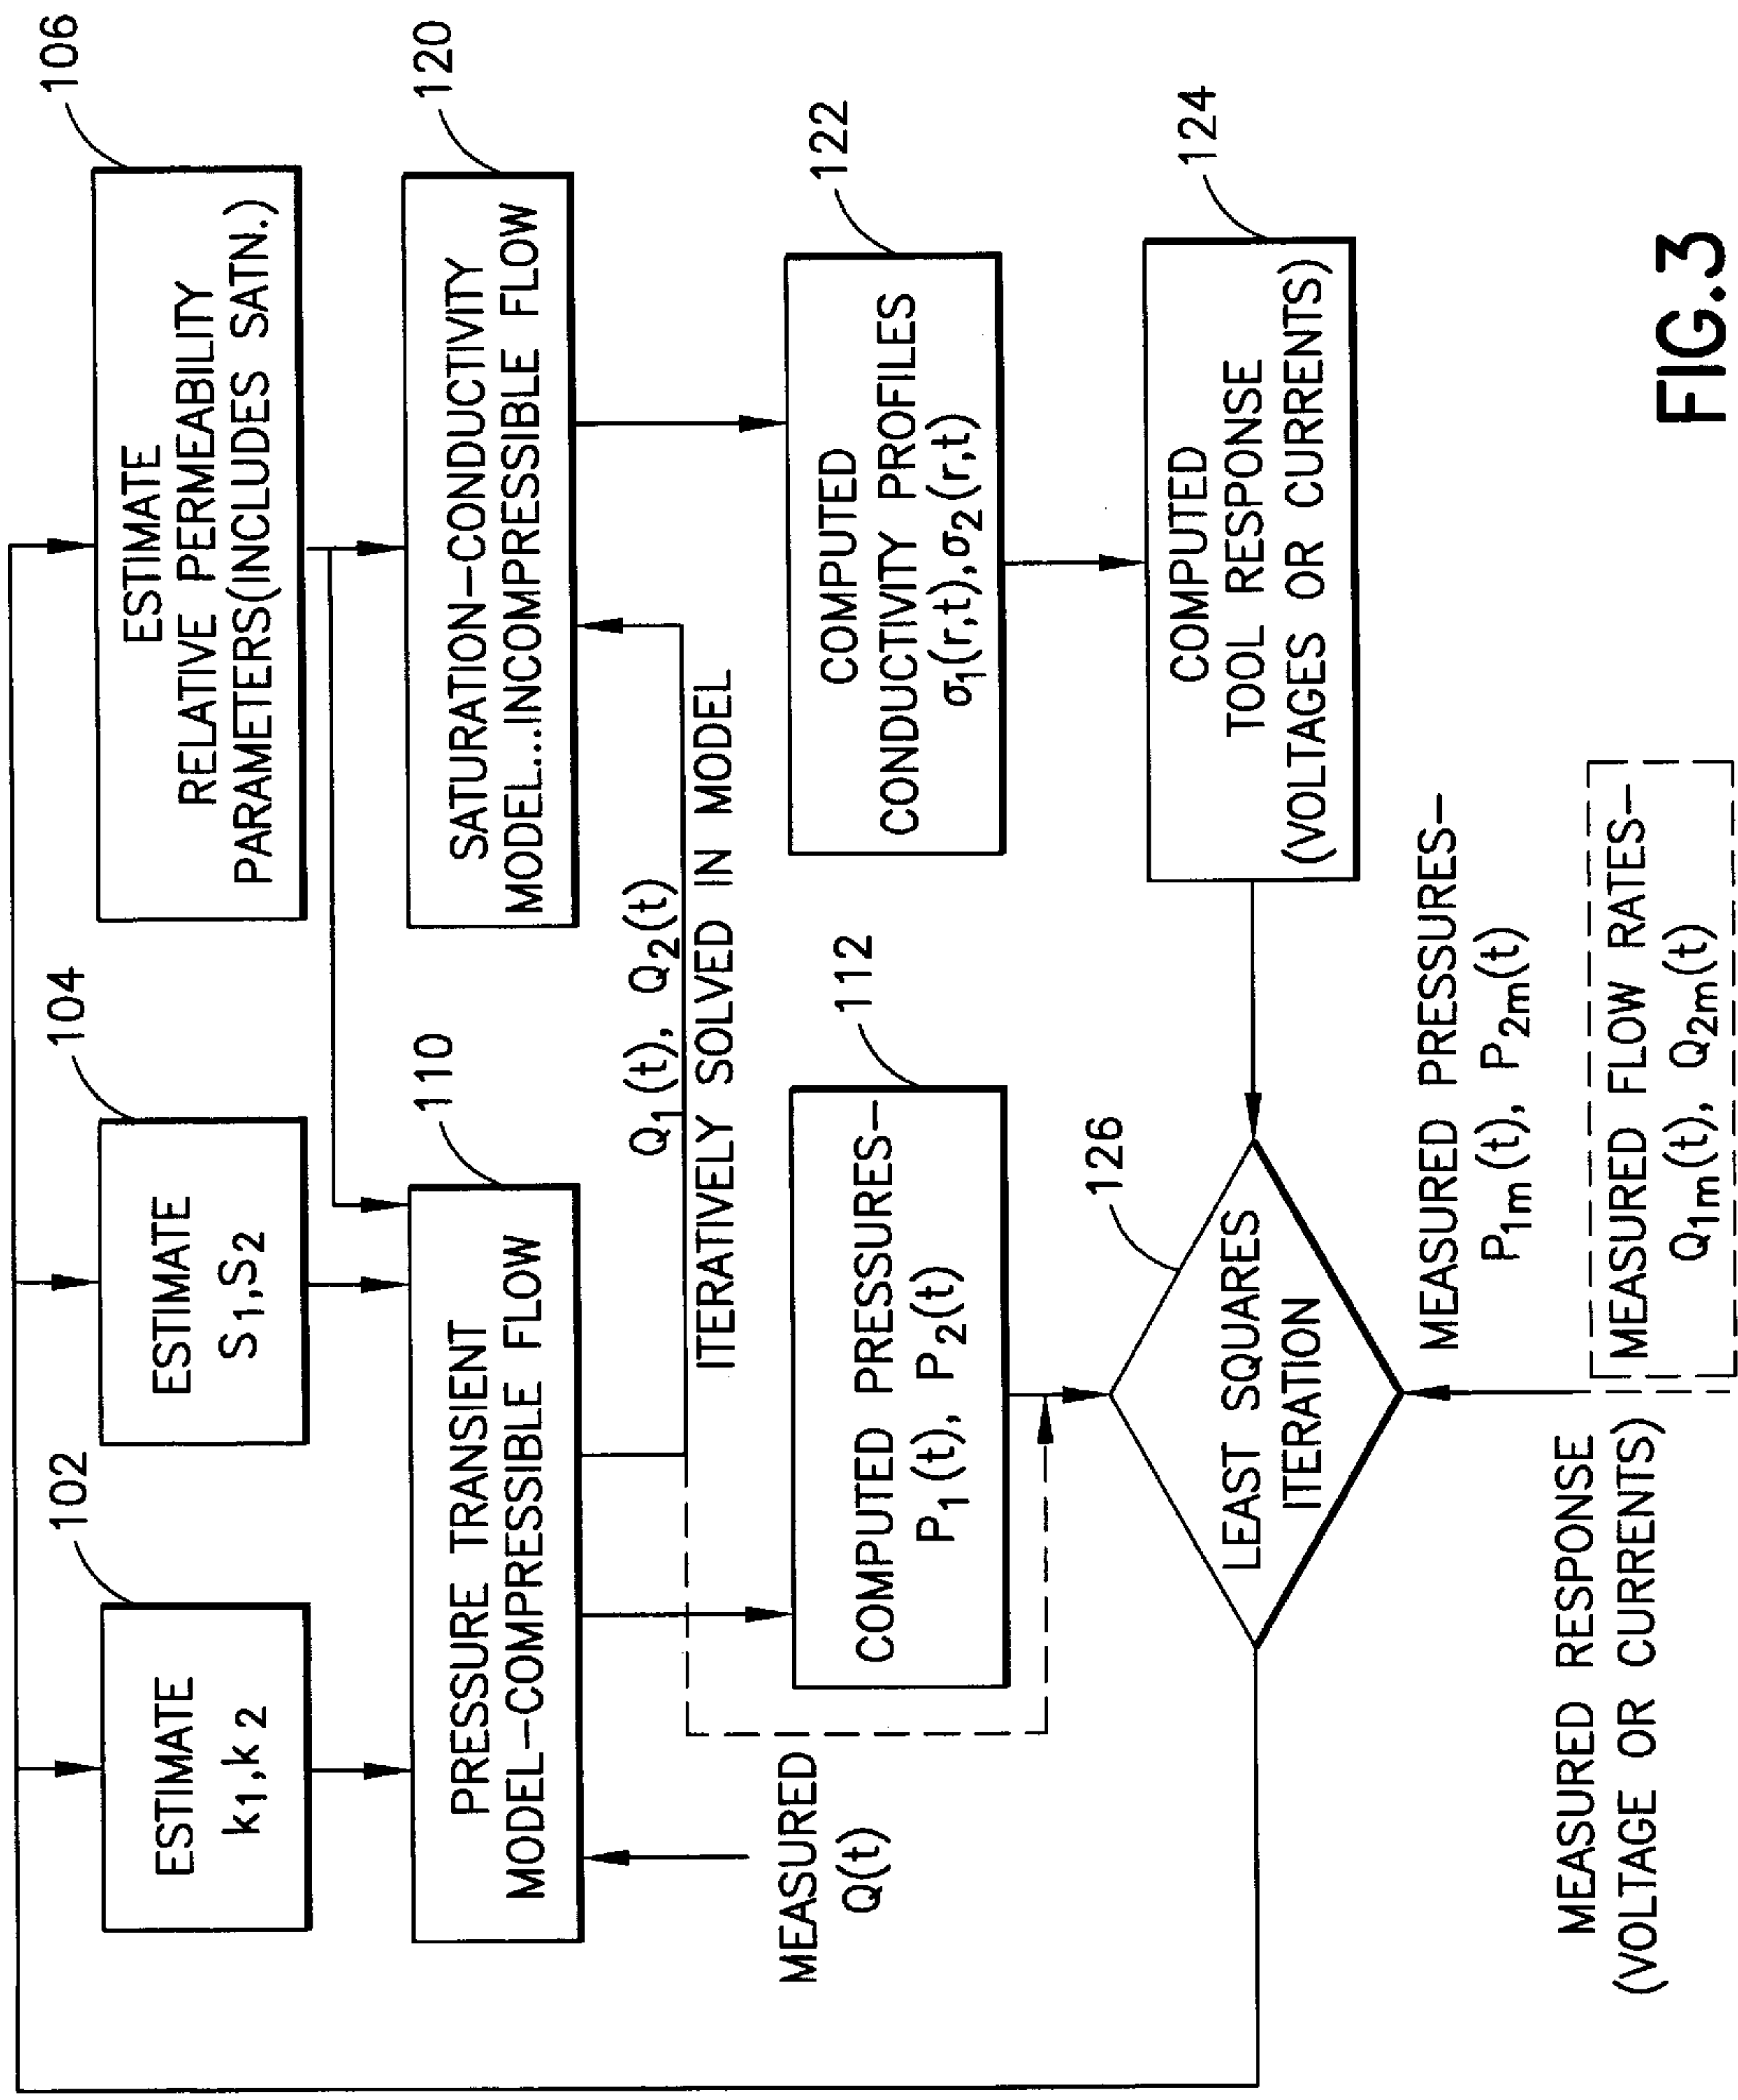 102
ESTIMATE
k1,k2
104
ESTIMATE
S1,S2
106
ESTIMATE
RELATIVE PERMEABILITY
PARAMETERS(INCLUDES SATN.)
110
PRESSURE TRANSIENT
MODEL-COMPRESSIBLE FLOW
120
SATURATION-CONDUCTIVITY
MODEL...INCOMPRESSIBLE FLOW
Q1(t), Q2(t)
ITERATIVELY SOLVED IN MODEL
MEASURED
Q(t)
112
COMPUTED PRESSURES-
P1(t), P2(t)
122
COMPUTED
CONDUCTIVITY PROFILES
σ1(r,t),σ2(r,t)
126
LEAST SQUARES
ITERATION
124
COMPUTED
TOOL RESPONSE
(VOLTAGES OR CURRENTS)
MEASURED RESPONSE
(VOLTAGE OR CURRENTS)
MEASURED PRESSURES-
P1m(t), P2m(t)
MEASURED FLOW RATES-
Q1m(t), Q2m(t)
FIG.3